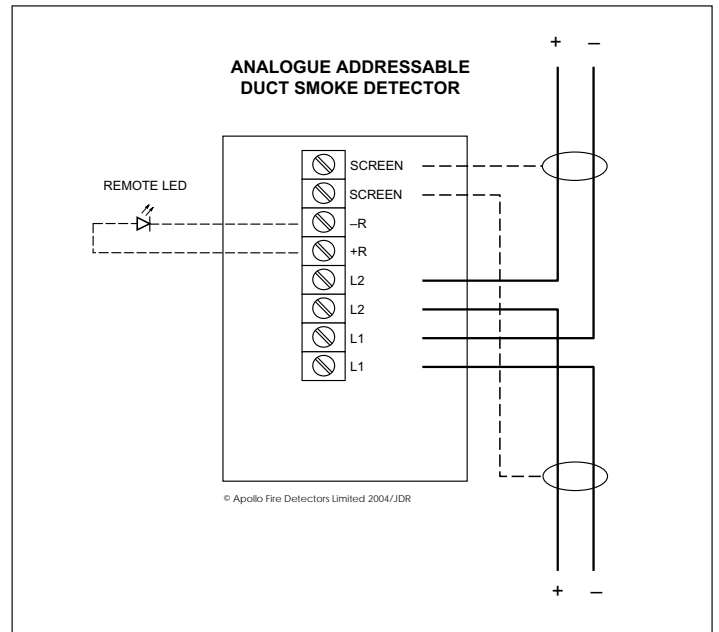 + –
ANALOGUE ADDRESSABLE
DUCT SMOKE DETECTOR
SCREEN
REMOTE LED
SCREEN
–R
+R
L2
L2
L1
L1
© Apollo Fire Detectors Limited 2004/JDR
+ –